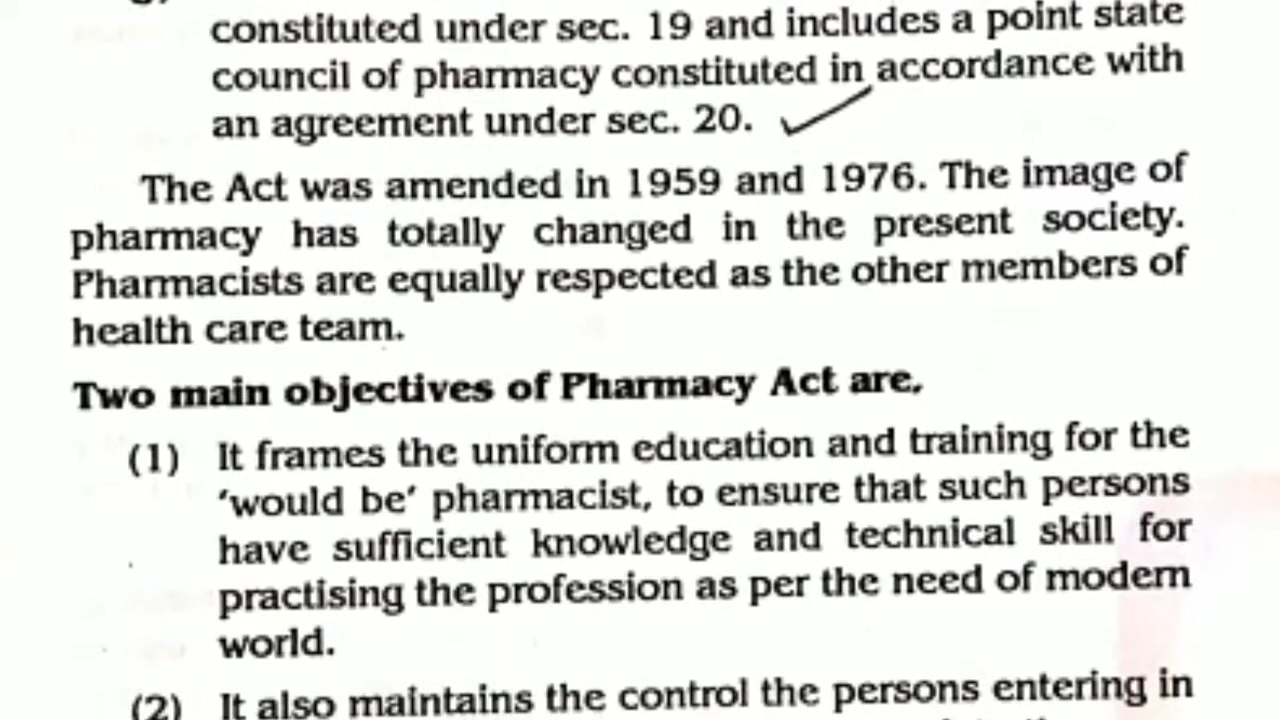 constituted under sec. 19 and includes a point state
council of pharmacy constituted in accordance with
an agreement under sec. 20.
The Act was amended in 1959 and 1976. The image of
pharmacy has totally changed in the present society.
Pharmacists are equally respected as the other members of
health care team.
Two main objectives of Pharmacy Act are,
(1) It frames the uniform education and training for the
‘would be’ pharmacist, to ensure that such persons
have sufficient knowledge and technical skill for
practising the profession as per the need of modern
world.
(2) It also maintains the control the persons entering in